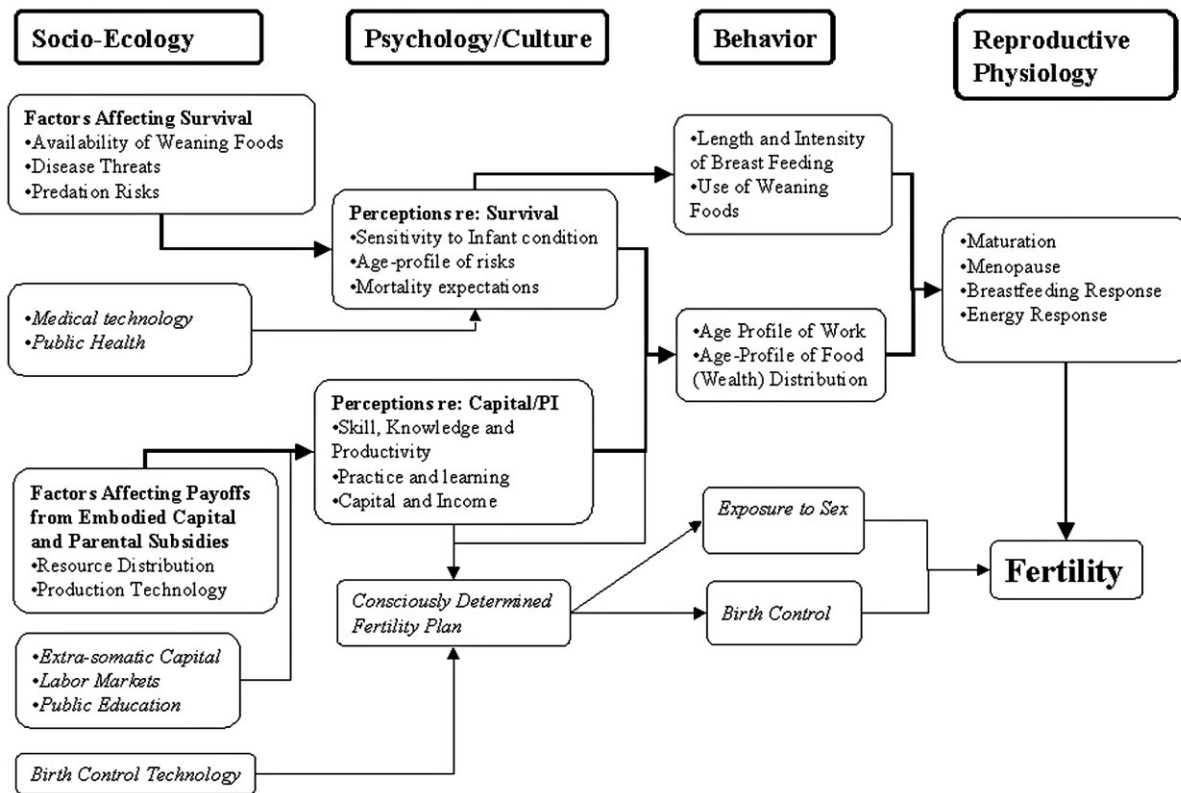 Socio-Ecology
Psychology/Culture
Behavior
Reproductive
Physiology
Factors Affecting Survival
•Availability of Weaning Foods
•Disease Threats
•Predation Risks
•Medical technology
•Public Health
Factors Affecting Payoffs
from Embodied Capital
and Parental Subsidies
•Resource Distribution
•Production Technology
•Extra-somatic Capital
•Labor Markets
•Public Education
Birth Control Technology
Perceptions re: Survival
•Sensitivity to Infant condition
•Age-profile of risks
•Mortality expectations
Perceptions re: Capital/PI
•Skill, Knowledge and
Productivity
•Practice and learning
•Capital and Income
Consciously Determined
Fertility Plan
•Length and Intensity
of Breast Feeding
•Use of Weaning
Foods
•Age Profile of Work
•Age-Profile of Food
(Wealth) Distribution
Exposure to Sex
Birth Control
•Maturation
•Menopause
•Breastfeeding Response
•Energy Response
Fertility